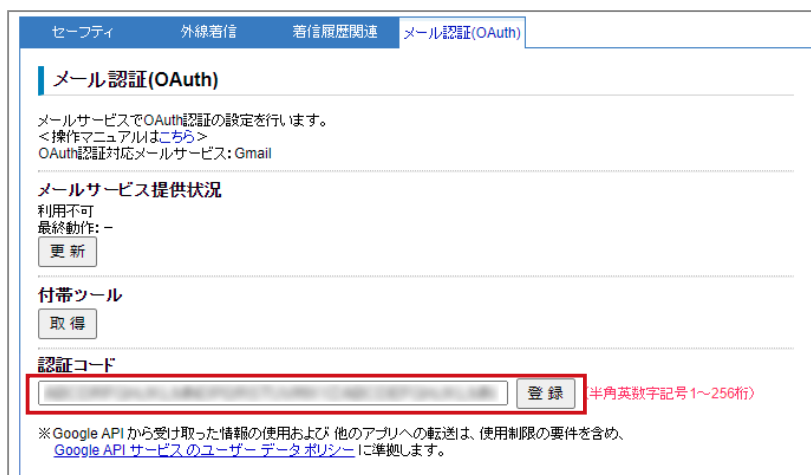 セーフティ 外線着信 着信履歴関連 メール認証(OAuth)
メール認証(OAuth)
メールサービスでOAuth認証の設定を行います。
<操作マニュアルはこちら>
OAuth認証対応メールサービス: Gmail
メールサービス提供状況
利用不可
最終動作: −
更 新
付帯ツール
取 得
認証コード
登 録 (半角英数字記号1～256桁)
※Google API から受け取った情報の使用および 他のアプリへの転送は、使用制限の要件を含め、
Google API サービス のユーザー データ ポリシー に準拠します。